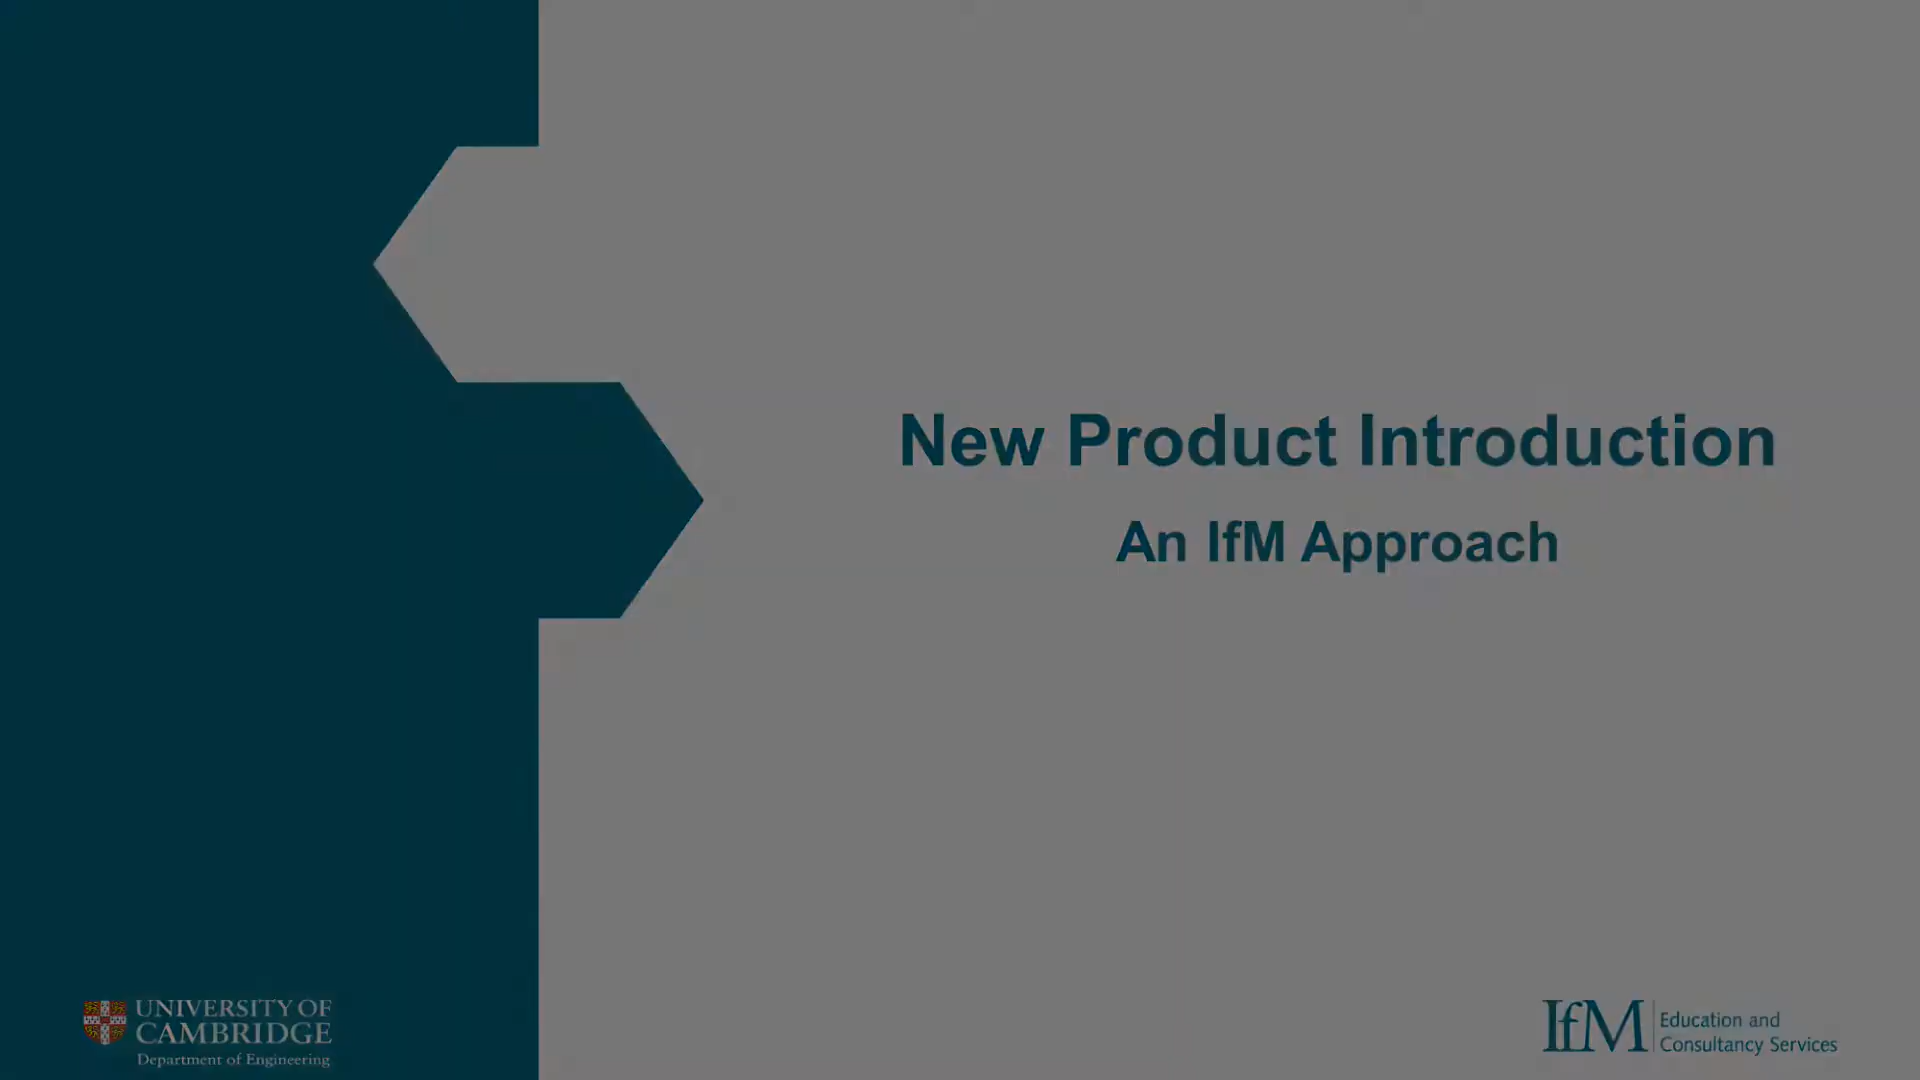 New Product Introduction
An IfM Approach
UNIVERSITY OF
CAMBRIDGE
Department of Engineering
IfM
Education and
Consultancy Services